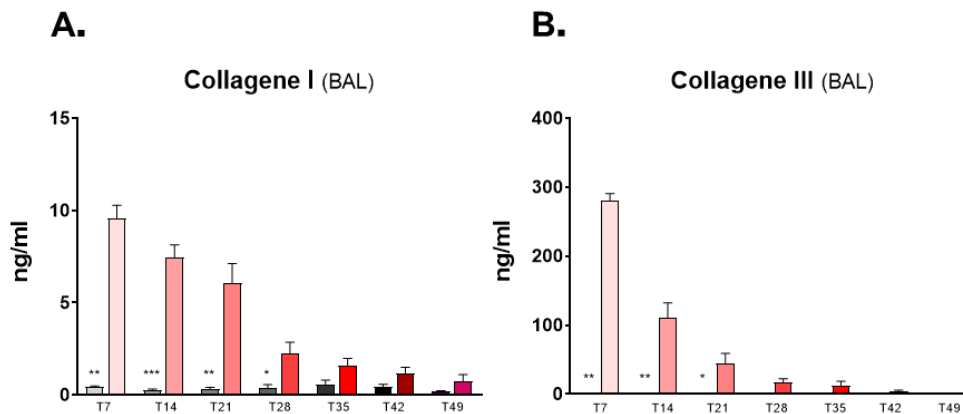 A.
Collagene I (BAL)
15
10
5
0
ng/ml
** *** ** *
T7 T14 T21 T28 T35 T42 T49
B.
Collagene III (BAL)
400
300
200
100
0
ng/ml
** ** *
T7 T14 T21 T28 T35 T42 T49